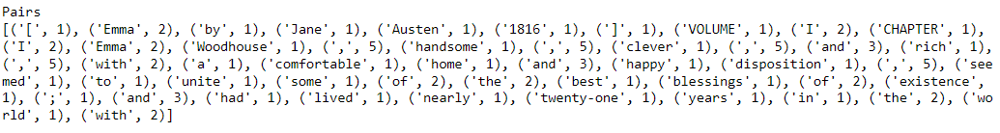 Pairs
[('[', 1), ('Emma', 2), ('by', 1), ('Jane', 1), ('Austen', 1), ('1816', 1), (']', 1), ('VOLUME', 1), ('I', 2), ('CHAPTER', 1),
('I', 2), ('Emma', 2), ('Woodhouse', 1), (',', 5), ('handsome', 1), (',', 5), ('clever', 1), (',', 5), ('and', 3), ('rich', 1),
(',', 5), ('with', 2), ('a', 1), ('comfortable', 1), ('home', 1), ('and', 3), ('happy', 1), ('disposition', 1), (',', 5), ('see
med', 1), ('to', 1), ('unite', 1), ('some', 1), ('of', 2), ('the', 2), ('best', 1), ('blessings', 1), ('of', 2), ('existence',
1), (';', 1), ('and', 3), ('had', 1), ('lived', 1), ('nearly', 1), ('twenty-one', 1), ('years', 1), ('in', 1), ('the', 2), ('wo
rld', 1), ('with', 2)]